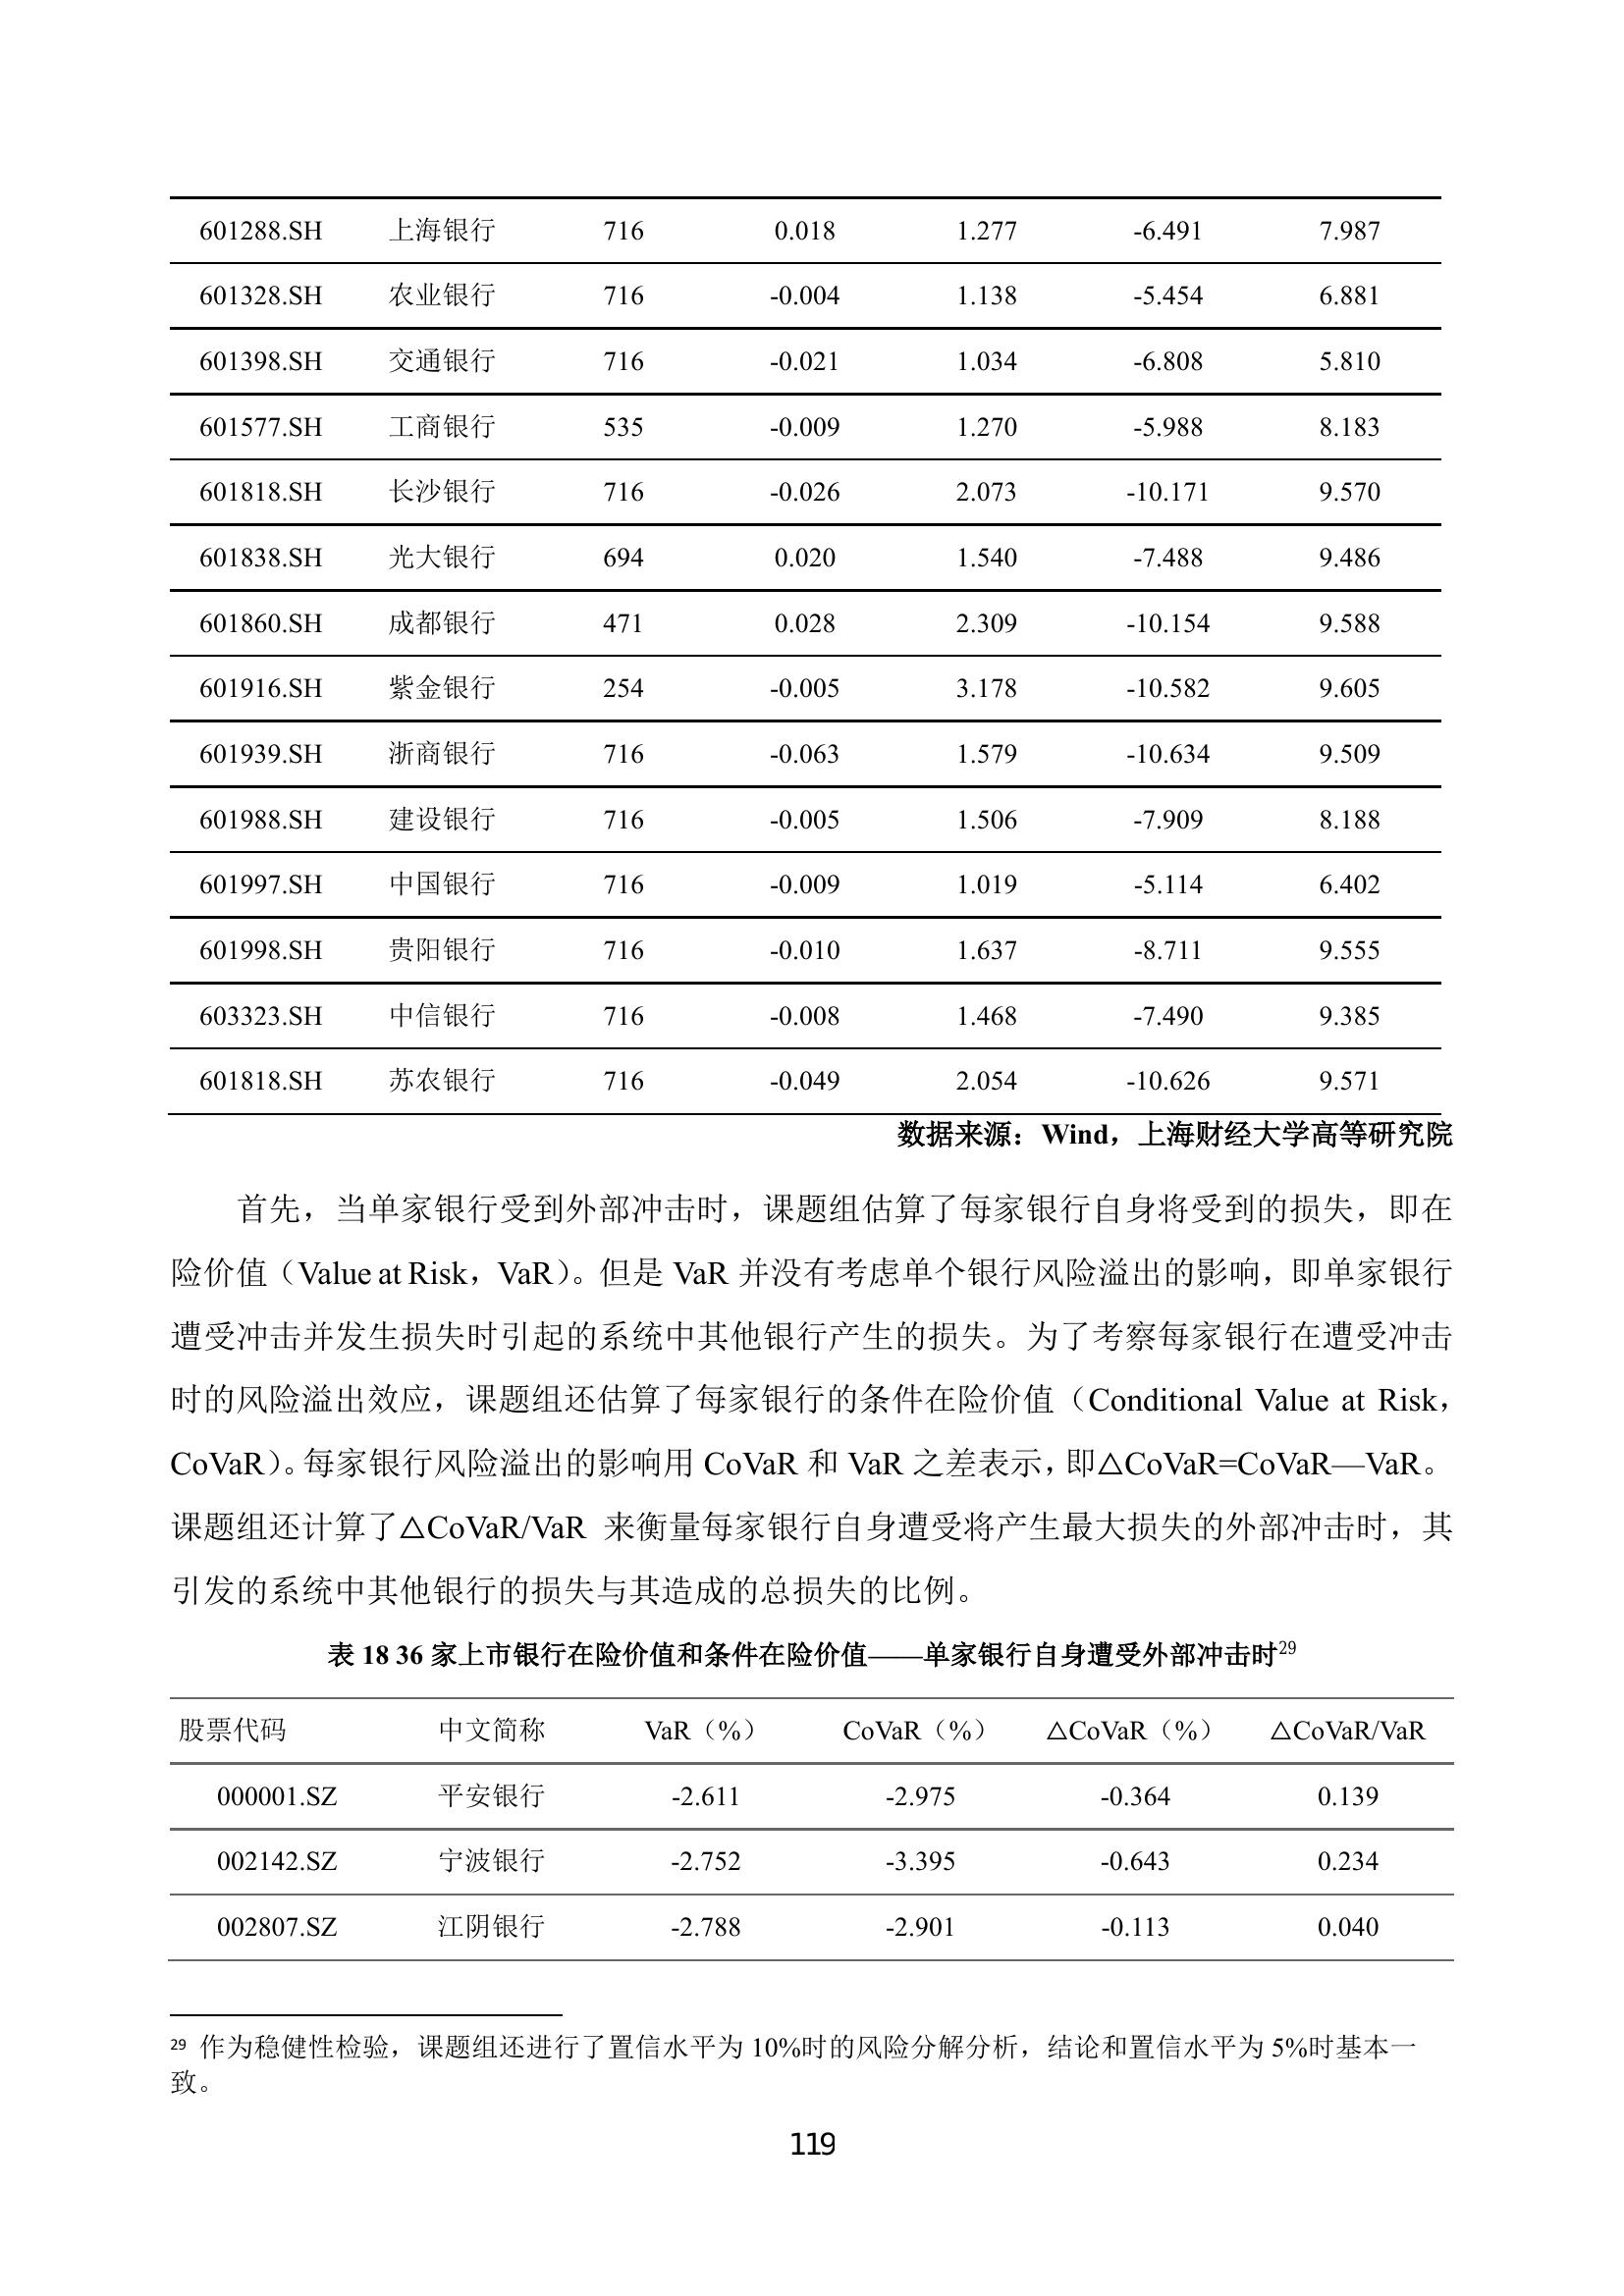 601288.SH 上海银行 716 0.018 1.277 -6.491 7.987
601328.SH 农业银行 716 -0.004 1.138 -5.454 6.881
601398.SH 交通银行 716 -0.021 1.034 -6.808 5.810
601577.SH 工商银行 535 -0.009 1.270 -5.988 8.183
601818.SH 长沙银行 716 -0.026 2.073 -10.171 9.570
601838.SH 光大银行 694 0.020 1.540 -7.488 9.486
601860.SH 成都银行 471 0.028 2.309 -10.154 9.588
601916.SH 紫金银行 254 -0.005 3.178 -10.582 9.605
601939.SH 浙商银行 716 -0.063 1.579 -10.634 9.509
601988.SH 建设银行 716 -0.005 1.506 -7.909 8.188
601997.SH 中国银行 716 -0.009 1.019 -5.114 6.402
601998.SH 贵阳银行 716 -0.010 1.637 -8.711 9.555
603323.SH 中信银行 716 -0.008 1.468 -7.490 9.385
601818.SH 苏农银行 716 -0.049 2.054 -10.626 9.571
数据来源：Wind，上海财经大学高等研究院
首先，当单家银行受到外部冲击时，课题组估算了每家银行自身将受到的损失，即在
险价值（Value at Risk，VaR）。但是 VaR 并没有考虑单个银行风险溢出的影响，即单家银行
遭受冲击并发生损失时引起的系统中其他银行产生的损失。为了考察每家银行在遭受冲击
时的风险溢出效应，课题组还估算了每家银行的条件在险价值（Conditional Value at Risk，
CoVaR）。每家银行风险溢出的影响用 CoVaR 和 VaR 之差表示，即△CoVaR=CoVaR—VaR。
课题组还计算了△CoVaR/VaR 来衡量每家银行自身遭受将产生最大损失的外部冲击时，其
引发的系统中其他银行的损失与其造成的总损失的比例。
表 18 36 家上市银行在险价值和条件在险价值——单家银行自身遭受外部冲击时29
股票代码 中文简称 VaR（%） CoVaR（%） △CoVaR（%） △CoVaR/VaR
000001.SZ 平安银行 -2.611 -2.975 -0.364 0.139
002142.SZ 宁波银行 -2.752 -3.395 -0.643 0.234
002807.SZ 江阴银行 -2.788 -2.901 -0.113 0.040
29 作为稳健性检验，课题组还进行了置信水平为 10%时的风险分解分析，结论和置信水平为 5%时基本一
致。
119